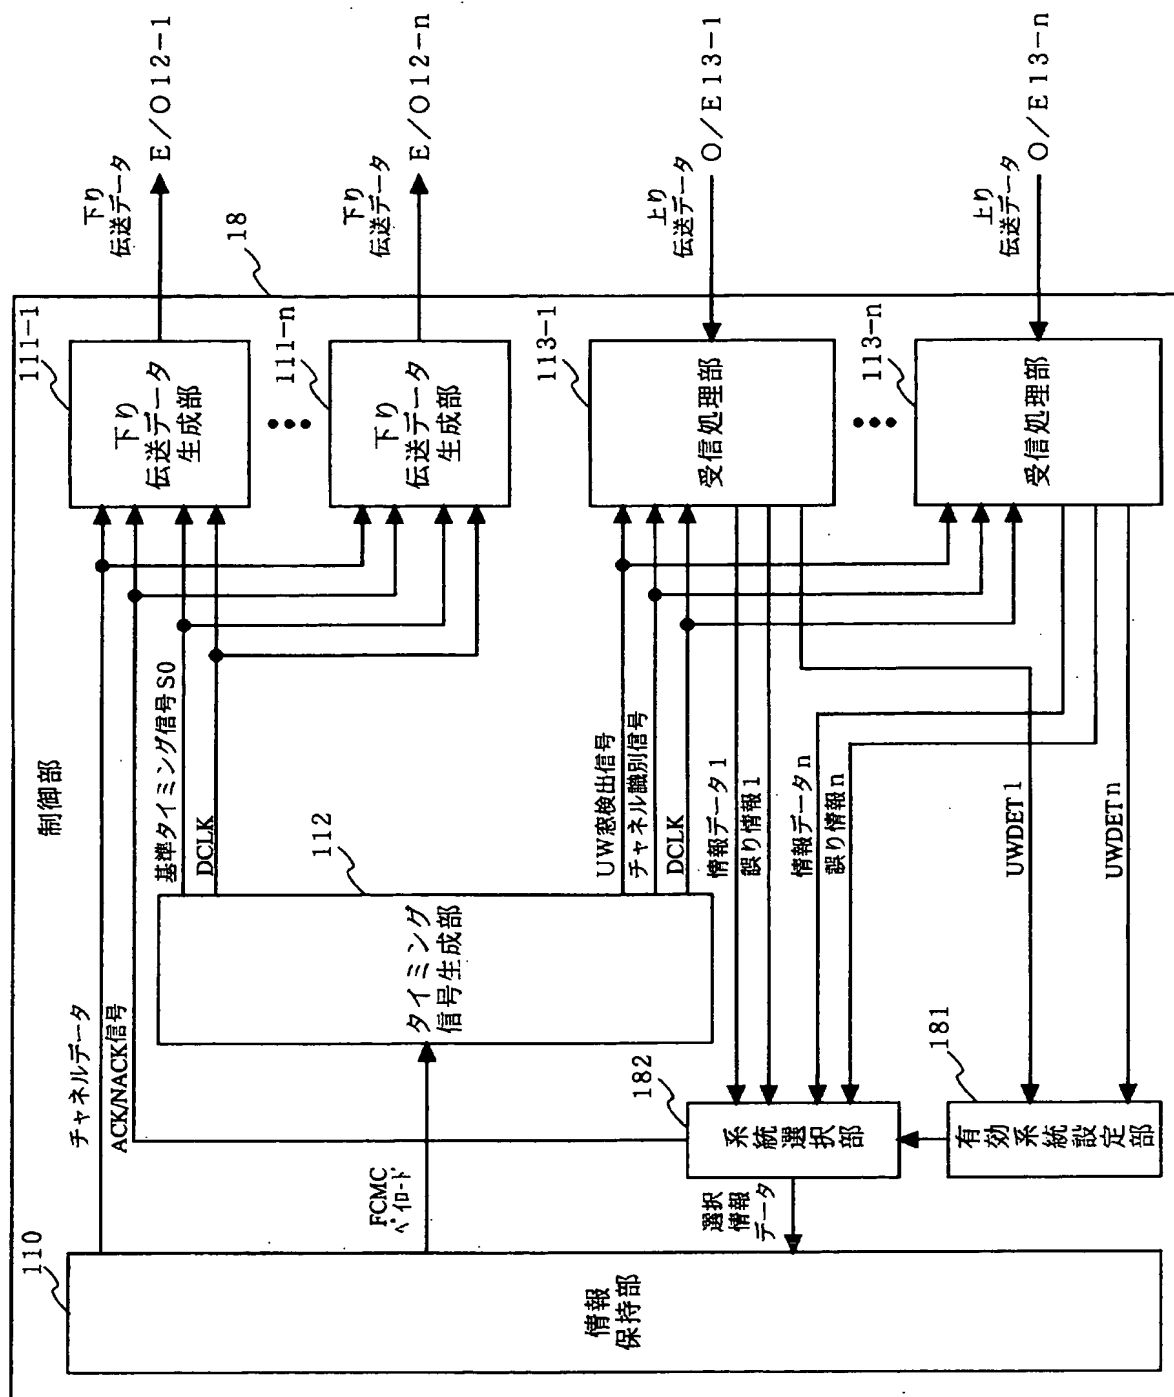 制御部
18
110
情報
保持部
チャネルデータ
ACK/NACK信号
FCMC
ペイロード
選択
情報
データ
112
タイミング
信号生成部
基準タイミング信号S0
DCLK
UW窓検出信号
チャネル識別信号
DCLK
情報データ1
誤り情報1
情報データn
誤り情報n
UWDET1
UWDETn
182
系統選択部
181
有効系統設定部
111-1
下り
伝送データ
生成部
111-n
下り
伝送データ
生成部
113-1
受信処理部
113-n
受信処理部
下り
伝送データ
E/O12-1
下り
伝送データ
E/O12-n
上り
伝送データ
O/E13-1
上り
伝送データ
O/E13-n